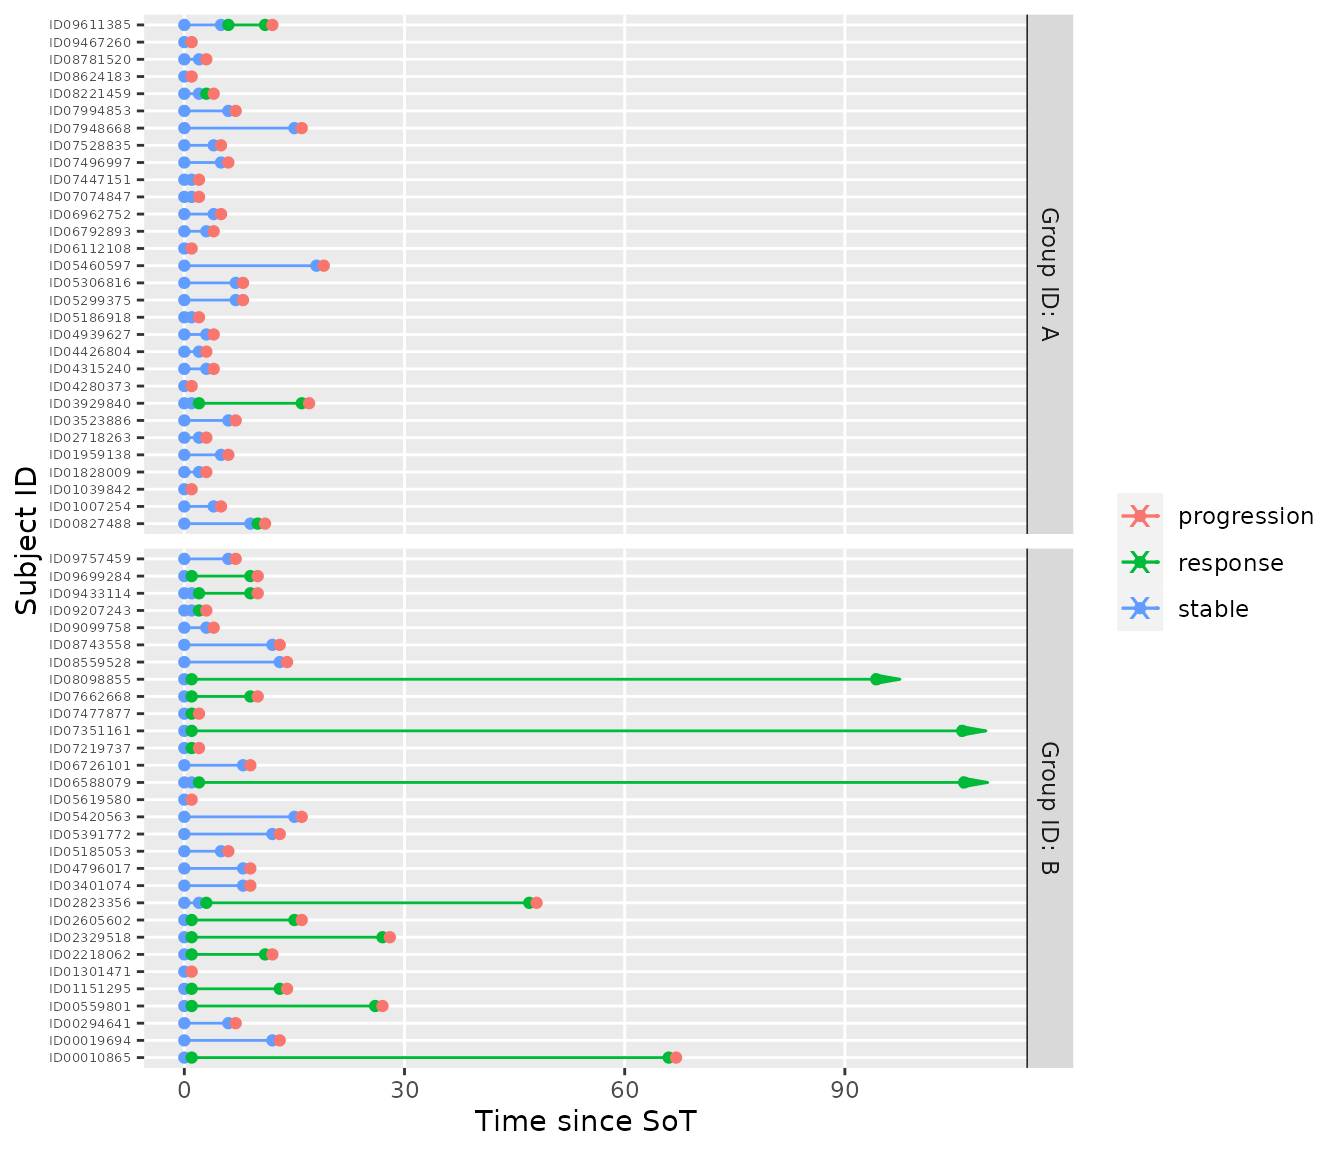 ID09611385
ID09467260
ID08781520
ID08624183
ID08221459
ID07994853
ID07948668
ID07528835
ID07496997
ID07447151
ID07074847
ID06962752
ID06792893
ID06112108
ID05460597
ID05306816
ID05299375
ID05186918
ID04939627
ID04426804
ID04315240
ID04280373
ID03929840
ID03523886
ID02718263
ID01959138
ID01828009
ID01039842
ID01007254
ID00827488
Group ID: A
ID09757459
ID09699284
ID09433114
ID09207243
ID09099758
ID08743558
ID08559528
ID08098855
ID07662668
ID07477877
ID07351161
ID07219737
ID06726101
ID06588079
ID05619580
ID05420563
ID05391772
ID05185053
ID04796017
ID03401074
ID02823356
ID02605602
ID02329518
ID02218062
ID01301471
ID01151295
ID00559801
ID00294641
ID00019694
ID00010865
Group ID: B
Subject ID
0 30 60 90
Time since SoT
progression
response
stable